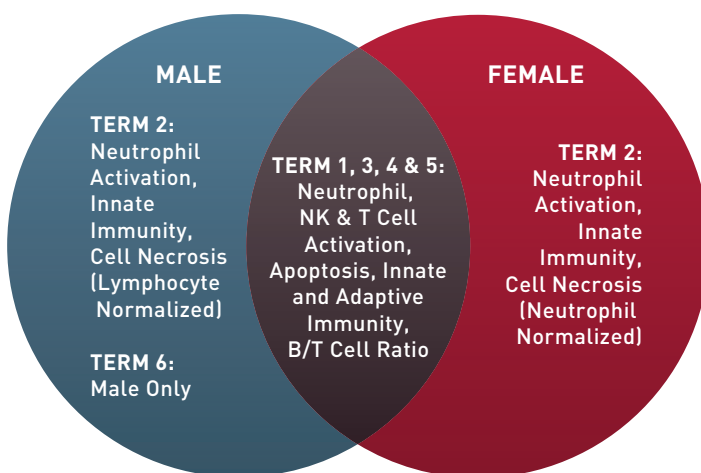 MALE
TERM 2:
Neutrophil
Activation,
Innate
Immunity,
Cell Necrosis
(Lymphocyte
Normalized)
TERM 6:
Male Only
TERM 1, 3, 4 & 5:
Neutrophil,
NK & T Cell
Activation,
Apoptosis, Innate
and Adaptive
Immunity,
B/T Cell Ratio
FEMALE
TERM 2:
Neutrophil
Activation,
Innate
Immunity,
Cell Necrosis
(Neutrophil
Normalized)